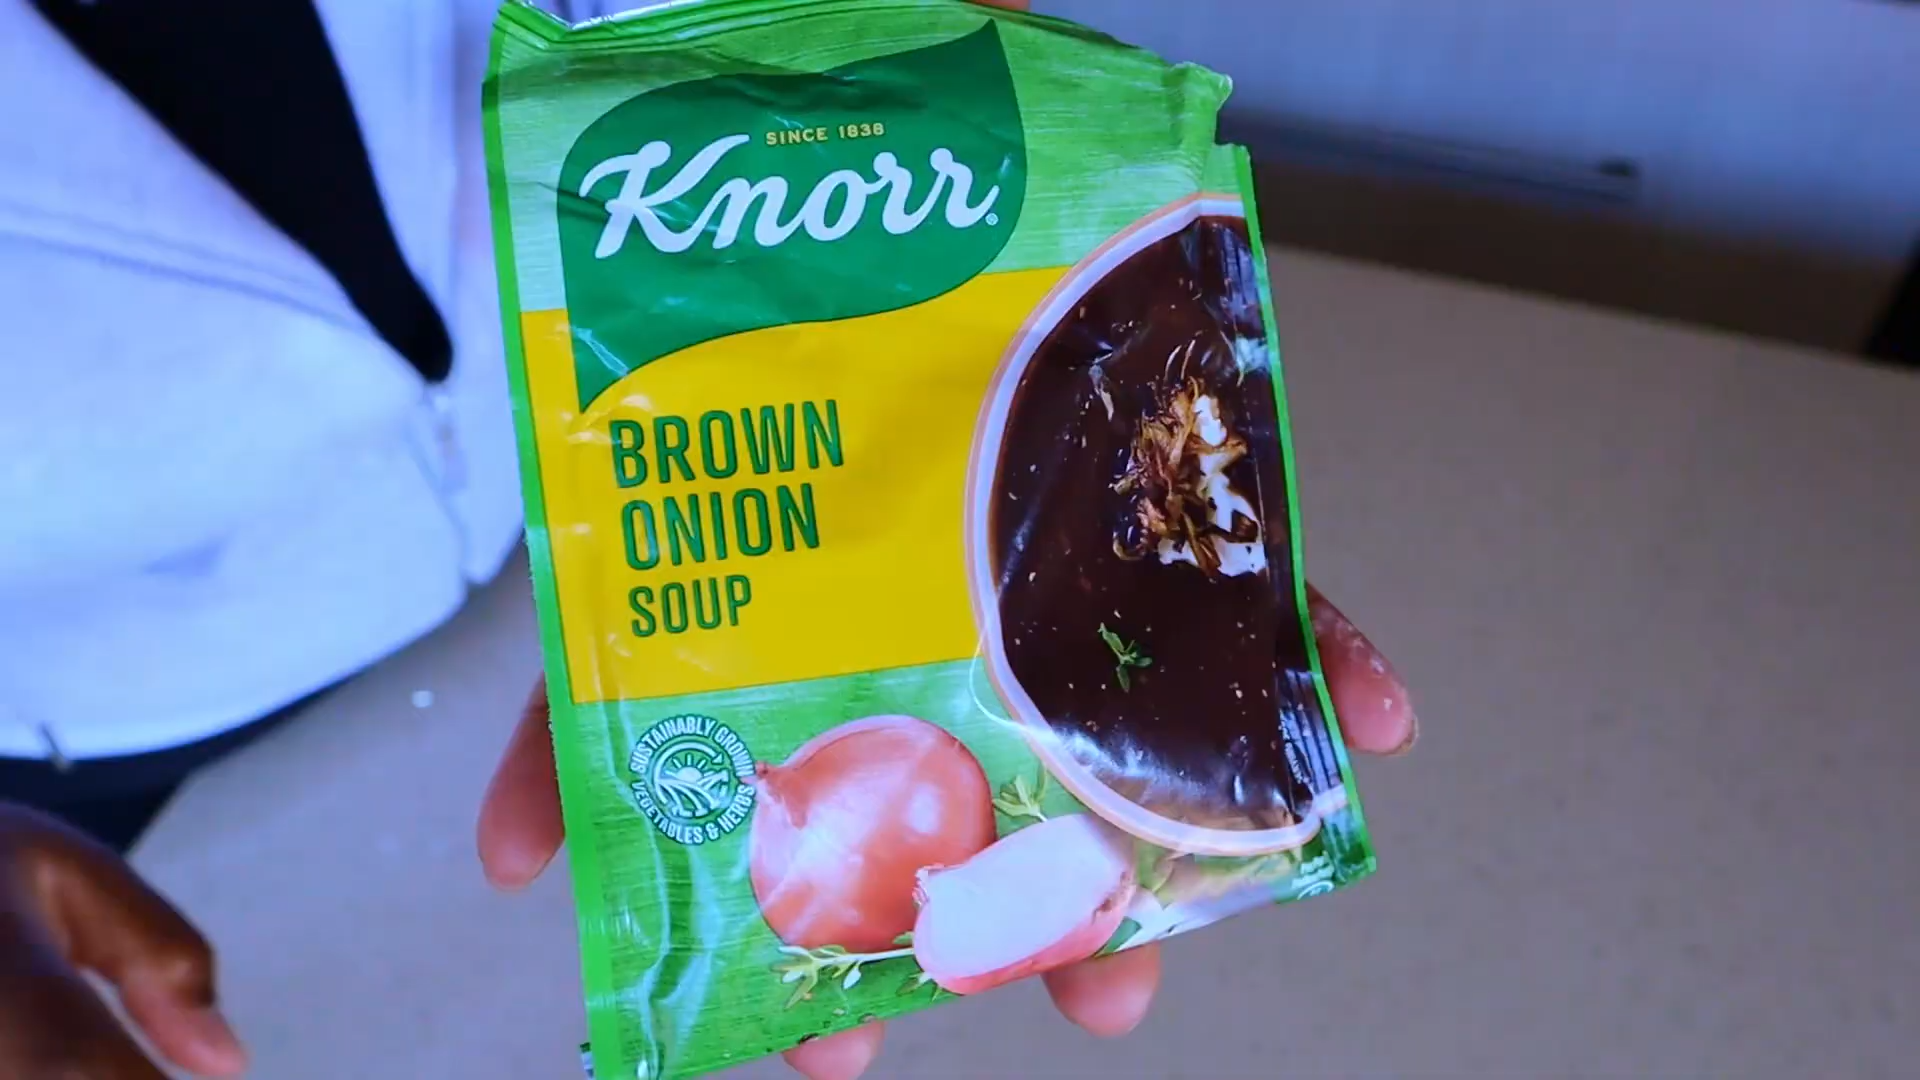 SINCE 1838
Knorr
BROWN
ONION
SOUP
SUSTAINABLY GROWN
VEGETABLES & HERBS